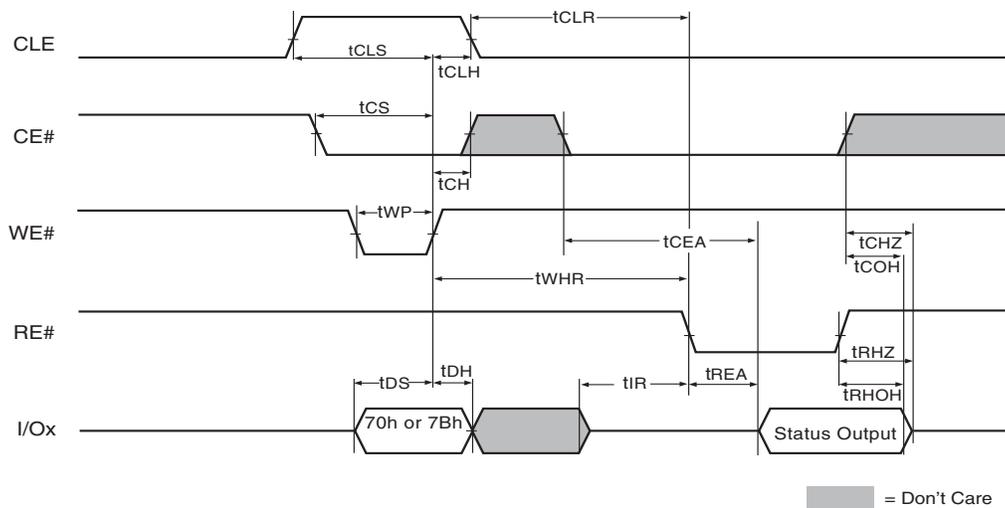 tCLR
CLE
tCLS
tCLH
tCS
CE#
tCH
tWP
WE#
tCEA
tCHZ
tCOH
tWHR
RE#
tRHZ
tDS
tDH
tIR
tREA
tRHOH
I/Ox
70h or 7Bh
Status Output
= Don't Care